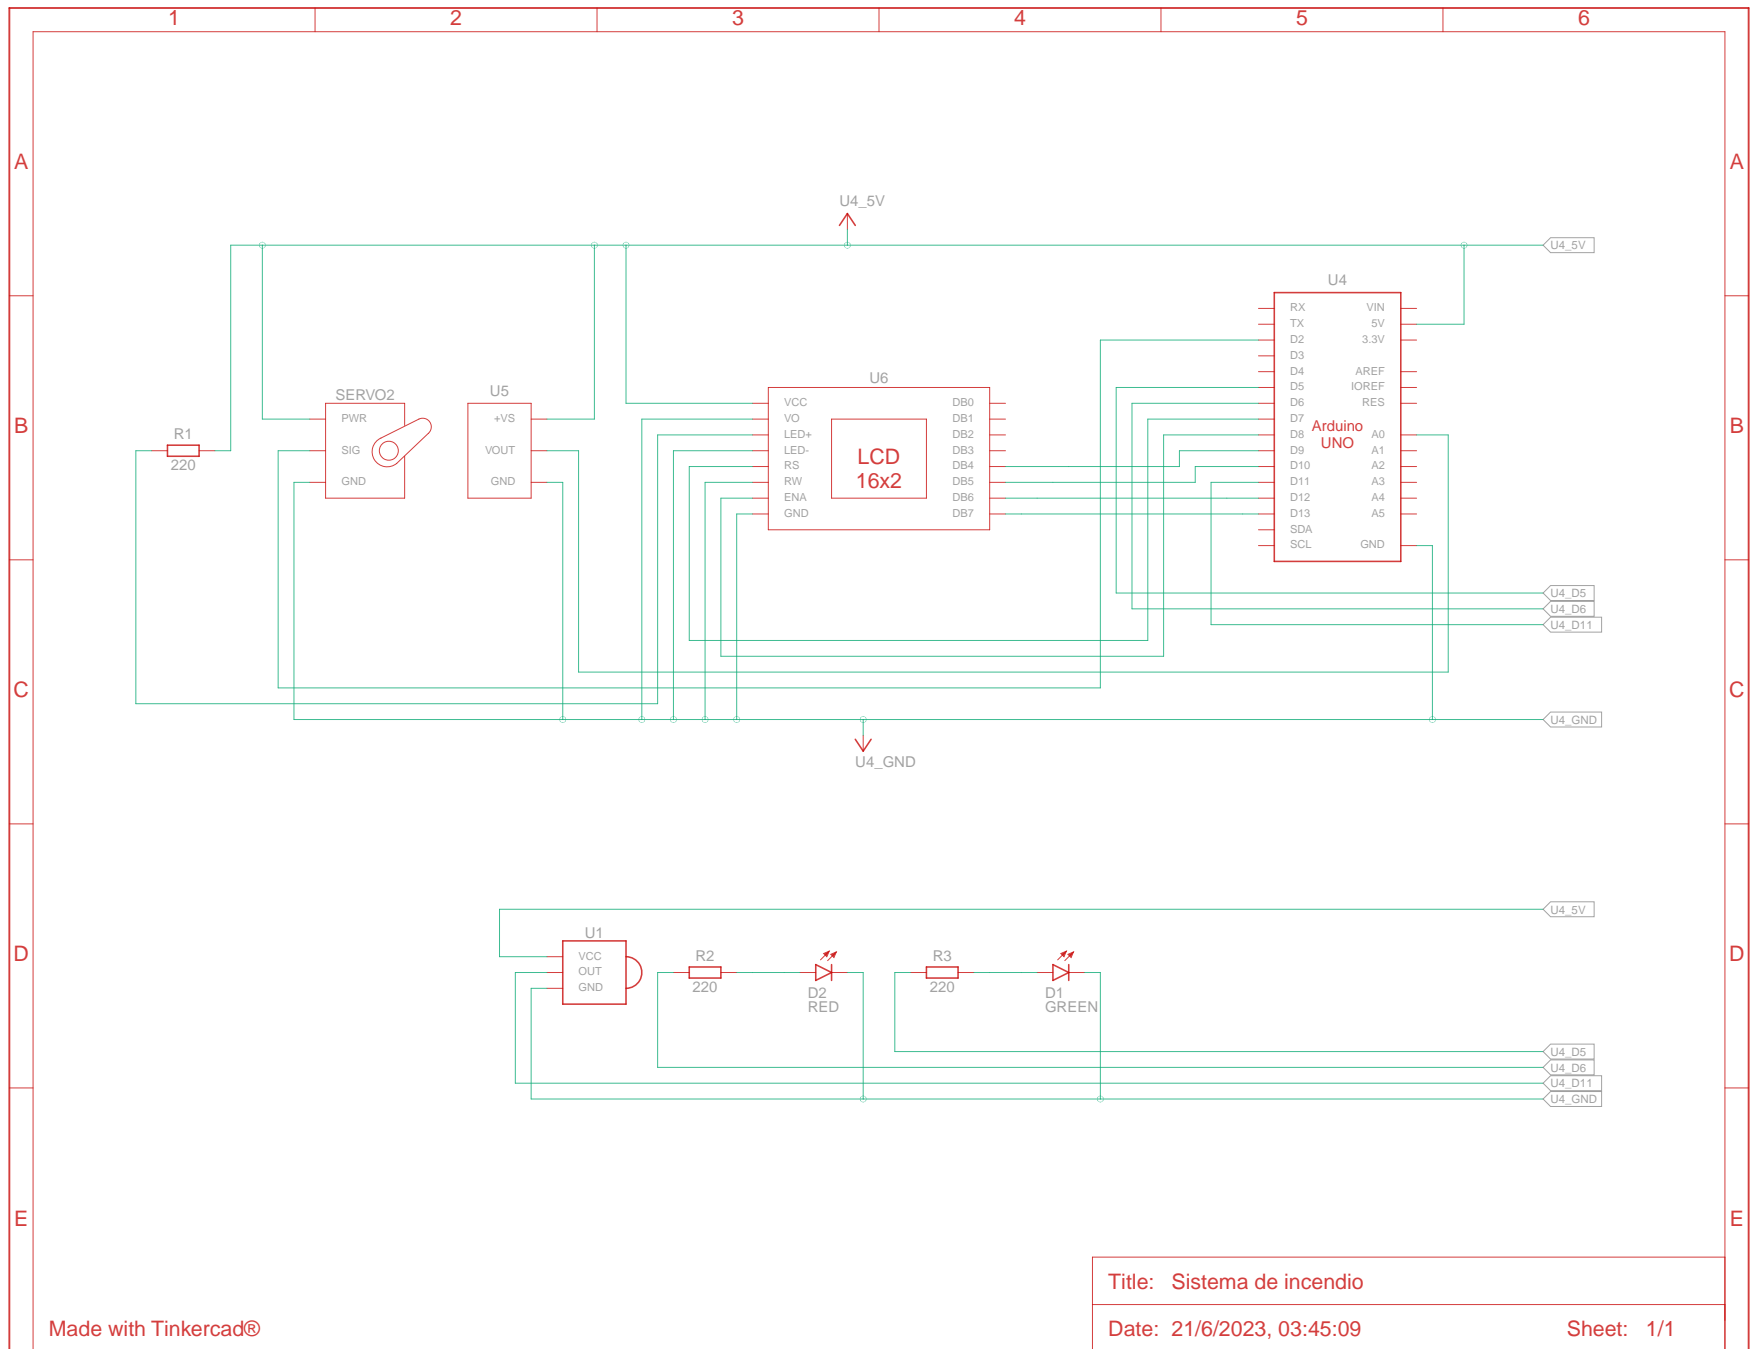 1 2 3 4 5 6
A A
U4_5V
U4_5V
U4
B B
SERVO2
PWR
SIG
GND
R1
220
U5
+VS
VOUT
GND
U6
VCC DB0
VO DB1
LED+ DB2
LED- DB3
RS DB4
RW DB5
ENA DB6
GND DB7
LCD
16x2
RX VIN
TX 5V
D2 3.3V
D3
D4 AREF
D5 IOREF
D6 RES
D7
D8 A0
D9 A1
D10 A2
D11 A3
D12 A4
D13 A5
SDA
SCL GND
Arduino
UNO
U4_D5
U4_D6
U4_D11
C C
U4_GND
U4_GND
U4_5V
D D
U1
VCC
OUT
GND
R2
220
D2
RED
R3
220
D1
GREEN
U4_D5
U4_D6
U4_D11
U4_GND
E E
Title: Sistema de incendio
Made with Tinkercad®
Date: 21/6/2023, 03:45:09 Sheet: 1/1